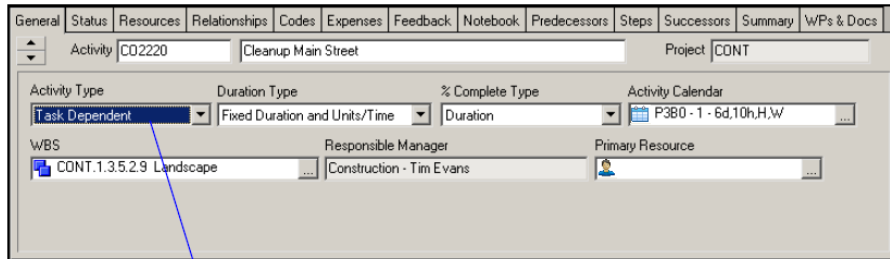 General Status Resources Relationships Codes Expenses Feedback Notebook Predecessors Steps Successors Summary WPs & Docs
Activity CO2220 Cleanup Main Street Project CONT
Activity Type Duration Type % Complete Type Activity Calendar
Task Dependent Fixed Duration and Units/Time Duration P3B0 - 1 - 6d,10h,H,W ...
WBS Responsible Manager Primary Resource
CONT.1.3.5.2.9 Landscape ... Construction - Tim Evans ...